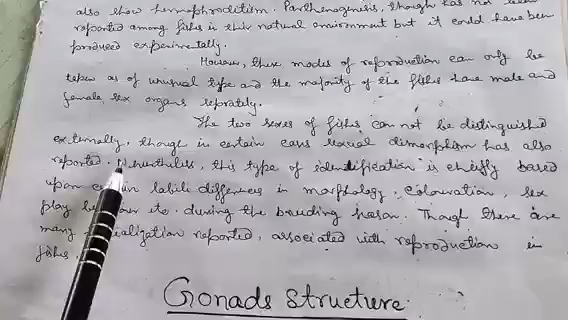 also show hermaphroditism. Parthenogenesis, though has not been
reported among fishes in their natural environment but it could have been
produced experimentally.
However, these modes of reproduction can only be
taken as of unusual type and the majority of the fishes have male and
female sex organs seprately.
The two sexes of fishes can not be distinguished
externally, though in certain cases sexual dimorphism has also
reported. Nevertheless, this type of identification is chiefly based
upon labile differences in morphology, colouration, sex
play etc. during the breeding season. Though there are
many reported, associated with reproduction in
fishes.
Gonads Structure